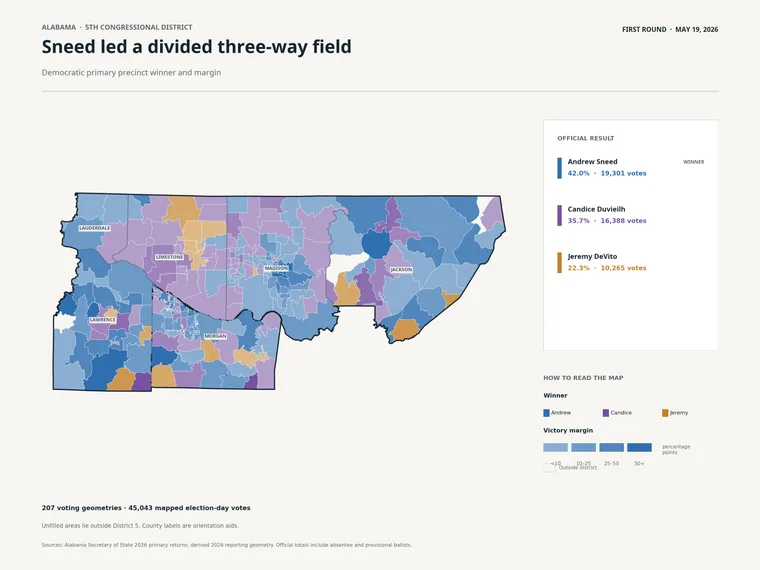 ALABAMA · 5TH CONGRESSIONAL DISTRICT
FIRST ROUND · MAY 19, 2026
Sneed led a divided three-way field
Democratic primary precinct winner and margin
OFFICIAL RESULT
Andrew Sneed
WINNER
42.0% · 19,301 votes
Candice Duvieilh
35.7% · 16,388 votes
Jeremy DeVito
22.3% · 10,265 votes
LAUDERDALE
LIMESTONE
MADISON
JACKSON
LAWRENCE
MORGAN
HOW TO READ THE MAP
Winner
Andrew
Candice
Jeremy
Victory margin
percentage
points
<10
10-25
25-50
50+
Outside district
207 voting geometries · 45,043 mapped election-day votes
Unfilled areas lie outside District 5. County labels are orientation aids.
Sources: Alabama Secretary of State 2026 primary returns; derived 2026 reporting geometry. Official totals include absentee and provisional ballots.